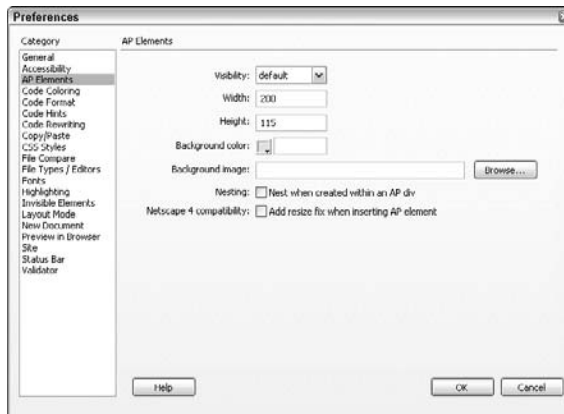 Preferences
Category
AP Elements
General
Accessibility
AP Elements
Code Coloring
Code Format
Code Hints
Code Rewriting
Copy/Paste
CSS Styles
File Compare
File Types / Editors
Fonts
Highlighting
Invisible Elements
Layout Mode
New Document
Preview in Browser
Site
Status Bar
Validator
Visibility: default
Width: 200
Height: 115
Background color:
Background image: Browse...
Nesting: Nest when created within an AP div
Netscape 4 compatibility: Add resize fix when inserting AP element
Help
OK
Cancel